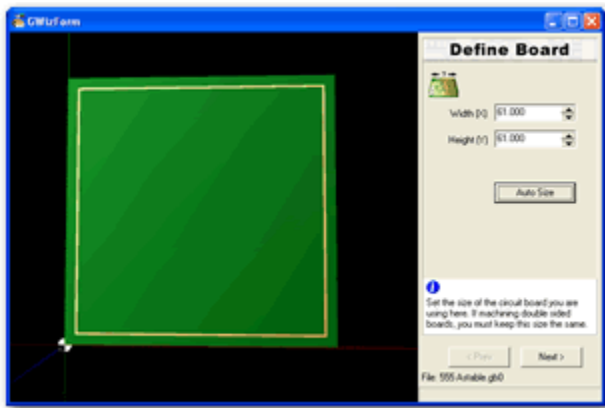 GWizForm
Define Board
Width (X) 61.000
Height (Y) 61.000
Auto Size
Set the size of the circuit board you are
using here. If machining double sided
boards, you must keep this size the same.
< Prev
Next >
File: 555 Astable.gb0